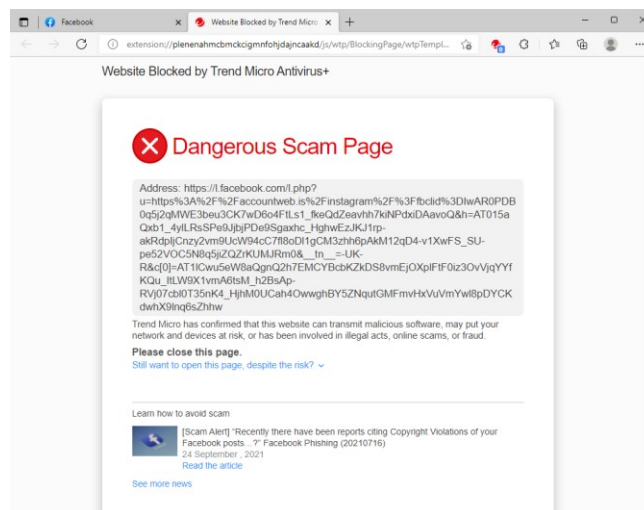 Facebook
Website Blocked by Trend Micro
extension://plenenahmcbmckcigmnfohjdajncaakd/js/wtp/BlockingPage/wtpTempl...
Website Blocked by Trend Micro Antivirus+
Dangerous Scam Page
Address: https://l.facebook.com/l.php?
u=https%3A%2F%2Faccountweb.is%2Finstagram%2F%3Ffbclid%3DIwAR0PDB
0q5j2qMWE3beu3CK7wD6o4FtLs1_fkeQdZeavhh7kiNPdxiDAavoQ&h=AT015a
Qxb1_4yILRsSPe9JjbjPDe9Sgaxhc_HghwEzJKJ1rp-
akRdpljCnzy2vm9UcW94cC7fl8oDI1gCM3zhh6pAkM12qD4-v1XwFS_SU-
pe52VOC5N8q5jiZQZrKUMJRm0&__tn__=-UK-
R&c[0]=AT1lCwu5eW8aQgnQ2h7EMCYBcbKZkDS8vmEjOXplFtF0iz3OvVjqYYf
KQu_ItLW9X1vmA6tsM_h2BsAp-
RVj07cbl0T35nK4_HjhM0UCah4OwwghBY5ZNqutGMFmvHxVuVmYwl8pDYCK
dwhX9lnq6sZhhw
Trend Micro has confirmed that this website can transmit malicious software, may put your
network and devices at risk, or has been involved in illegal acts, online scams, or fraud.
Please close this page.
Still want to open this page, despite the risk?
Learn how to avoid scam
[Scam Alert] "Recently there have been reports citing Copyright Violations of your
Facebook posts...?" Facebook Phishing (20210716)
24 September , 2021
Read the article
See more news